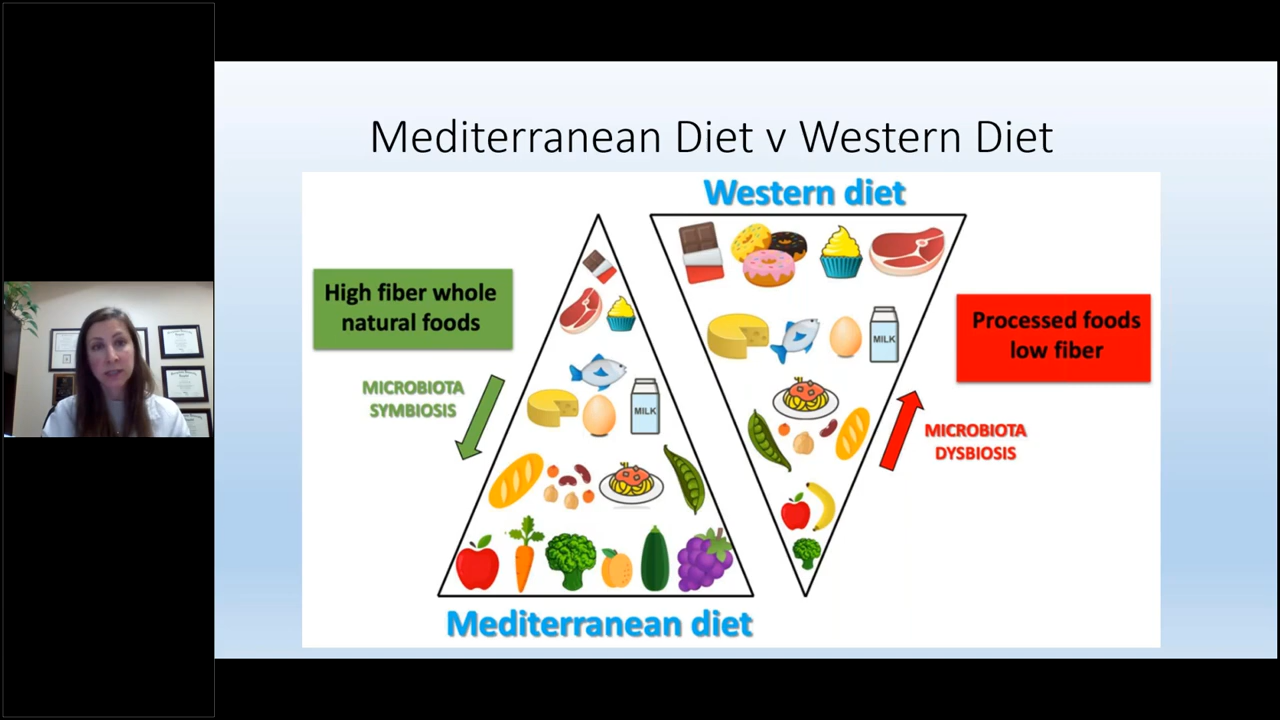 Mediterranean Diet v Western Diet
Western diet
High fiber whole
natural foods
MICROBIOTA
SYMBIOSIS
MILK
MILK
Processed foods
low fiber
MICROBIOTA
DYSBIOSIS
Mediterranean diet